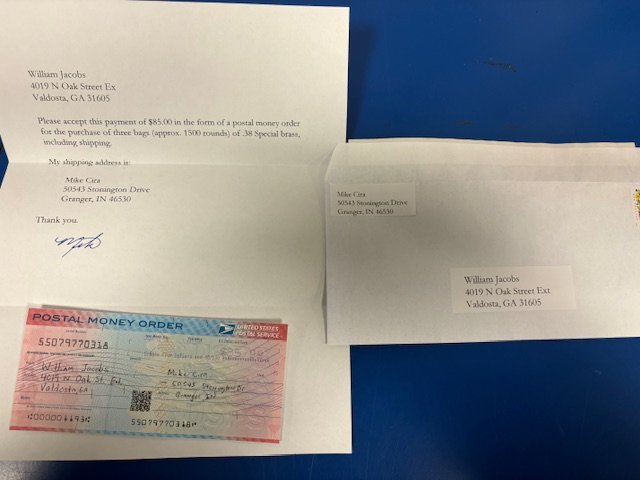 William Jacobs
4019 N Oak Street Ex
Valdosta, GA 31605
Please accept this payment of $85.00 in the form of a postal money order
for the purchase of three bags (approx. 1500 rounds) of .38 Special brass,
including shipping.
My shipping address is:
Mike Cira
50543 Stonington Drive
Granger, IN 46530
Thank you.
Mike Cira
50543 Stonington Drive
Granger, IN 46530
William Jacobs
4019 N Oak Street Ext
Valdosta, GA 31605
POSTAL MONEY ORDER
UNITED STATES
POSTAL SERVICE
Serial Number
55079770318
William Jacobs
4019 N Oak St. Ext
Valdosta, GA
Mike Cira
50543 Stonington Dr
Granger
55079770318